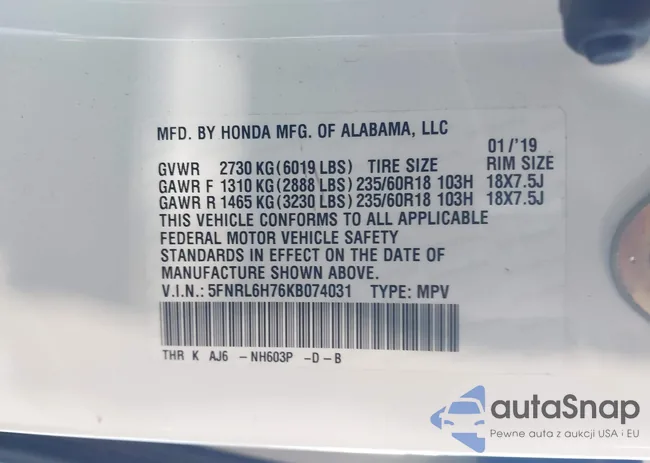 MFD. BY HONDA MFG. OF ALABAMA, LLC
01/'19
GVWR 2730 KG(6019 LBS) TIRE SIZE RIM SIZE
GAWR F 1310 KG(2888 LBS) 235/60R18 103H 18X7.5J
GAWR R 1465 KG(3230 LBS) 235/60R18 103H 18X7.5J
THIS VEHICLE CONFORMS TO ALL APPLICABLE
FEDERAL MOTOR VEHICLE SAFETY
STANDARDS IN EFFECT ON THE DATE OF
MANUFACTURE SHOWN ABOVE.
V.I.N.: 5FNRL6H76KB074031 TYPE: MPV
THR K AJ6 -NH603P -D-B
autaSnap
Pewne auta z aukcji USA i EU